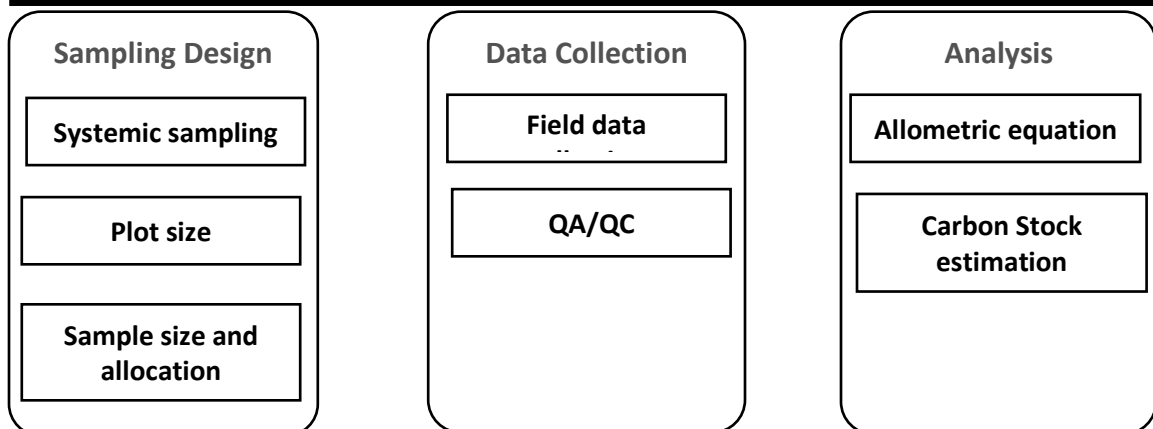 Sampling Design
Systemic sampling
Plot size
Sample size and
allocation
Data Collection
Field data
QA/QC
Analysis
Allometric equation
Carbon Stock
estimation